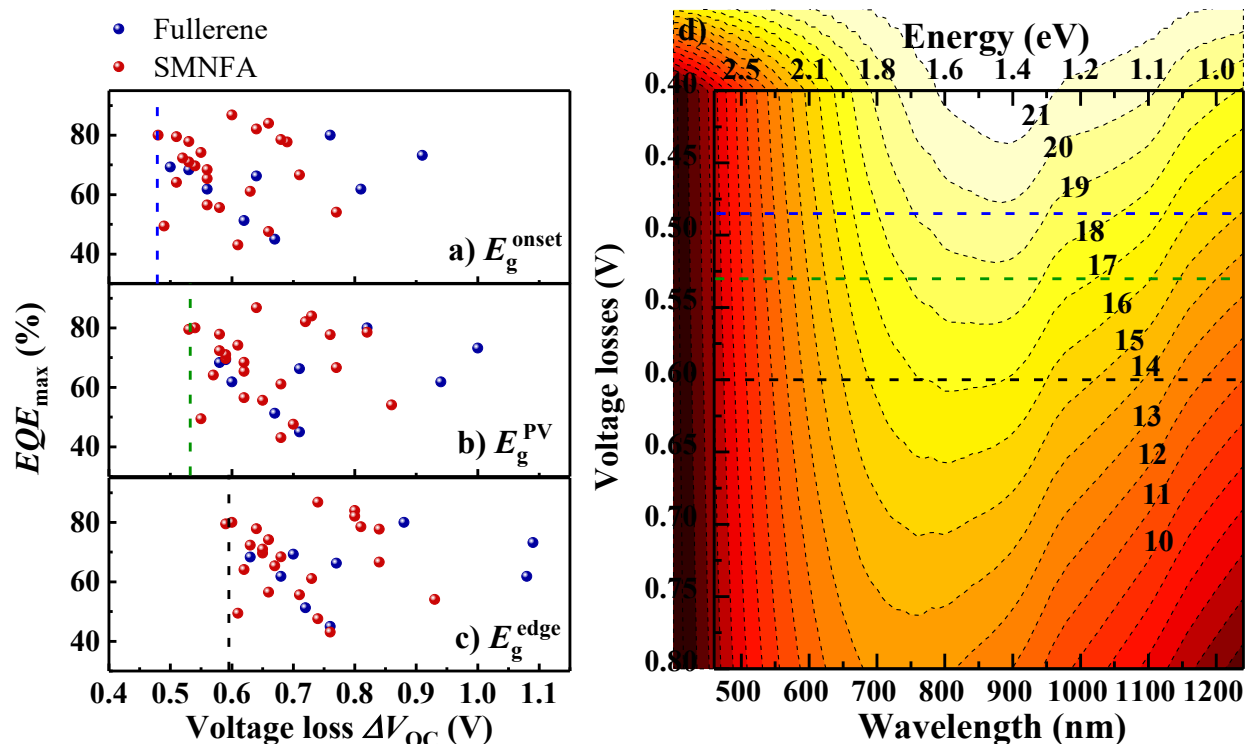 Fullerene
SMNFA
80
60
40
a) E_g^onset
80
60
40
b) E_g^PV
80
60
40
c) E_g^edge
EQE_max (%)
0.4 0.5 0.6 0.7 0.8 0.9 1.0 1.1
Voltage loss ΔV_OC (V)
d)
Energy (eV)
2.5 2.1 1.8 1.6 1.4 1.2 1.1 1.0
0.40
0.45
0.50
0.55
0.60
0.65
0.70
0.75
0.80
Voltage losses (V)
21
20
19
18
17
16
15
14
13
12
11
10
500 600 700 800 900 1000 1100 1200
Wavelength (nm)